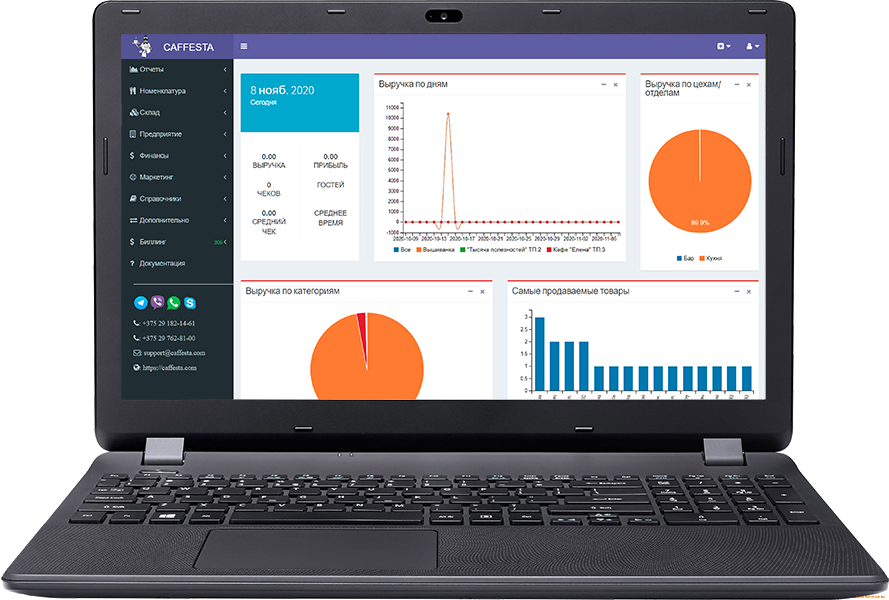 CAFFESTA
Отчеты
Номенклатура
Склад
Предприятие
$ Финансы
Маркетинг
Справочники
Дополнительно
$ Биллинг
? Документация
+375 29 182-14-61
+375 29 762-81-00
support@caffesta.com
https://caffesta.com
8 нояб. 2020
Сегодня
0.00 0.00
ВЫРУЧКА ПРИБЫЛЬ
0 ГОСТЕЙ
ЧЕКОВ
0.00 СРЕДНЕЕ
СРЕДНИЙ ВРЕМЯ
ЧЕК
Выручка по дням
11000
10000
9000
8000
7000
6000
5000
4000
3000
2000
1000
0
-1000
2020-10-09 2020-10-13 2020-10-17 2020-10-21 2020-10-25 2020-10-29 2020-11-02 2020-11-06
Все Вышиванка "Тысяча полезностей" ТП:2 Кафе "Елена" ТП:3
Выручка по цехам/
отделам
99.9%
Бар Кухня
Выручка по категориям
Самые продаваемые товары
3
2.5
2
1.5
1
0.5
0